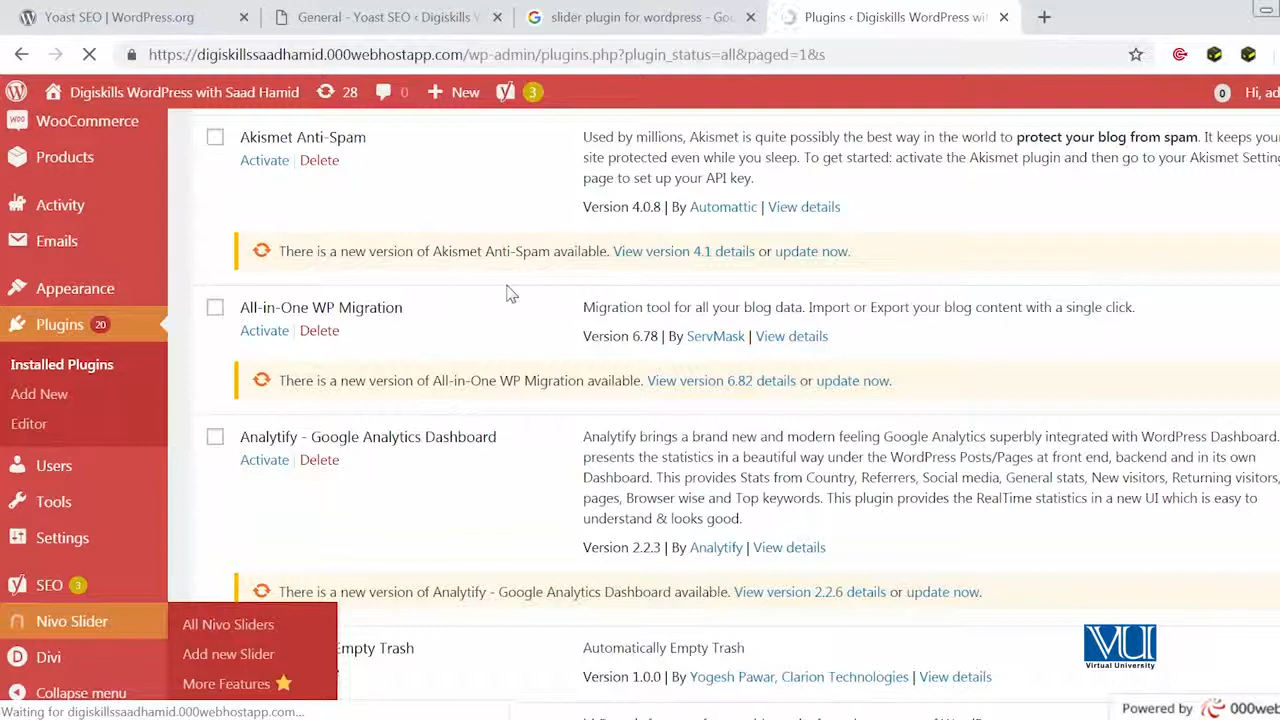 Yoast SEO | WordPress.org
General - Yoast SEO ‹ Digiskills W
slider plugin for wordpress - Goo
Plugins ‹ Digiskills WordPress wit
https://digiskillssaadhamid.000webhostapp.com/wp-admin/plugins.php?plugin_status=all&paged=1&s
Digiskills WordPress with Saad Hamid 28 0 New 3 0 Hi, ad
WooCommerce
Products
Activity
Emails
Appearance
Plugins 20
Installed Plugins
Add New
Editor
Users
Tools
Settings
SEO 3
Nivo Slider
Divi
Collapse menu
All Nivo Sliders
Add new Slider
More Features
Akismet Anti-Spam
Activate | Delete
Used by millions, Akismet is quite possibly the best way in the world to protect your blog from spam. It keeps your
site protected even while you sleep. To get started: activate the Akismet plugin and then go to your Akismet Setting
page to set up your API key.
Version 4.0.8 | By Automattic | View details
There is a new version of Akismet Anti-Spam available. View version 4.1 details or update now.
All-in-One WP Migration
Activate | Delete
Migration tool for all your blog data. Import or Export your blog content with a single click.
Version 6.78 | By ServMask | View details
There is a new version of All-in-One WP Migration available. View version 6.82 details or update now.
Analytify - Google Analytics Dashboard
Activate | Delete
Analytify brings a brand new and modern feeling Google Analytics superbly integrated with WordPress Dashboard.
presents the statistics in a beautiful way under the WordPress Posts/Pages at front end, backend and in its own
Dashboard. This provides Stats from Country, Referrers, Social media, General stats, New visitors, Returning visitors,
pages, Browser wise and Top keywords. This plugin provides the RealTime statistics in a new UI which is easy to
understand & looks good.
Version 2.2.3 | By Analytify | View details
There is a new version of Analytify - Google Analytics Dashboard available. View version 2.2.6 details or update now.
Empty Trash
Automatically Empty Trash
Version 1.0.0 | By Yogesh Pawar, Clarion Technologies | View details
VU
Virtual University
Powered by 000web
Waiting for digiskillssaadhamid.000webhostapp.com...